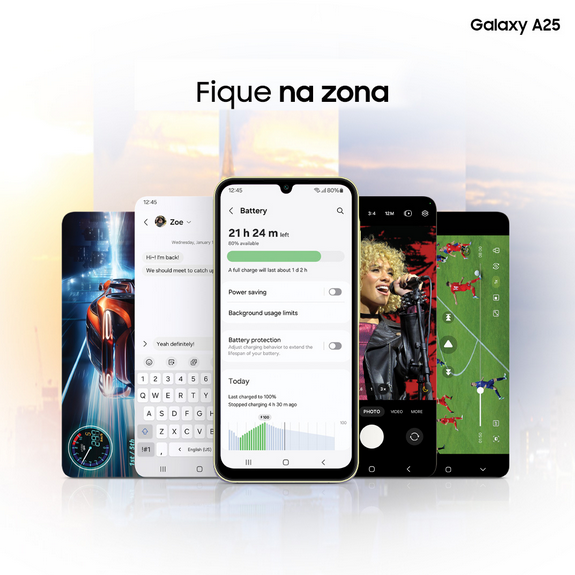 Galaxy A25
Fique na zona
12:45
Zoe
Wednesday, January 1
Hi~! I'm back!
We should meet to catch up
Yeah definitely!
1 2 3 4 5 6
Q W E R T Y
A S D F G H
Z X C V B
!#1
,
English (US)
12:45
80%
Battery
21 h 24 m left
80% available
A full charge will last about 1 d 2 h
Power saving
Background usage limits
Battery protection
Adjust charging behavior to extend the
lifespan of your battery.
Today
Last charged to 100%
Stopped charging 4 h 30 m ago
100
3:4
12M
PHOTO
VIDEO
MORE
1st / 5th